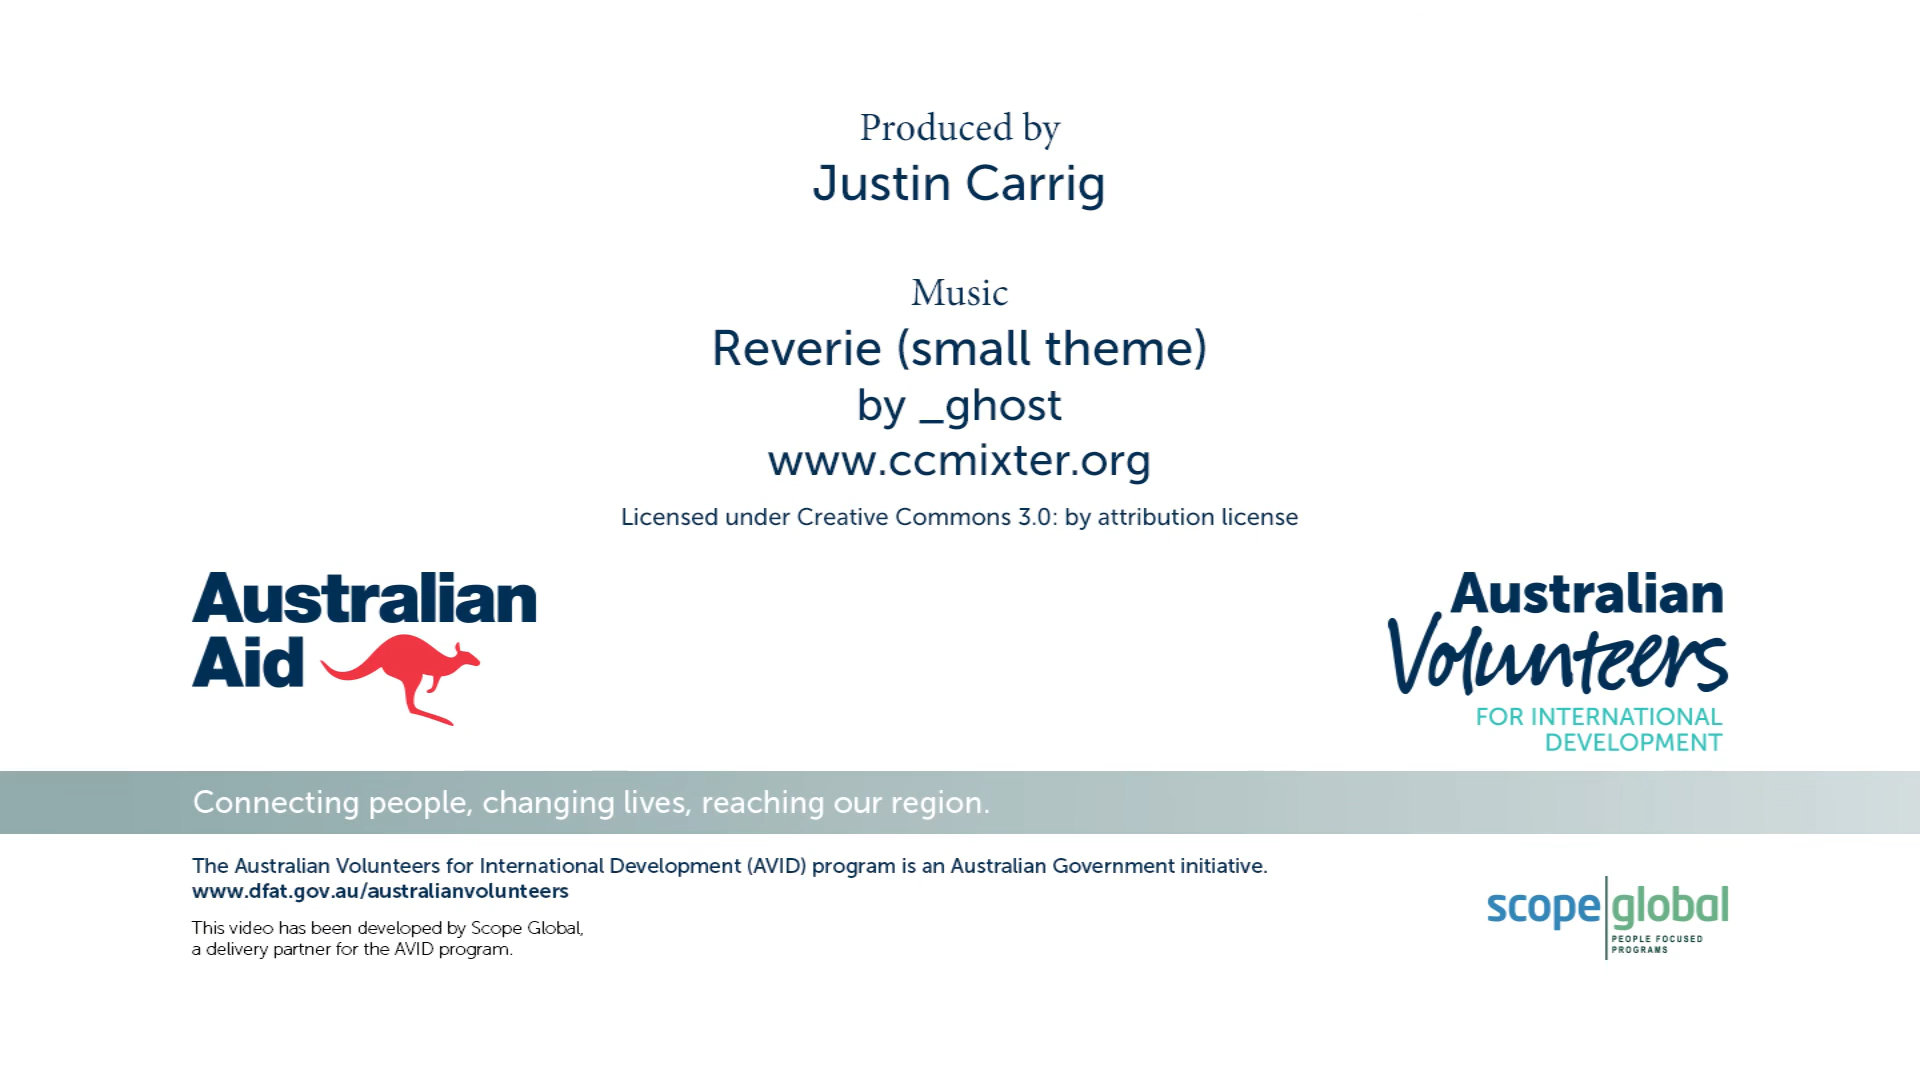 Produced by
Justin Carrig
Music
Reverie (small theme)
by _ghost
www.ccmixter.org
Licensed under Creative Commons 3.0: by attribution license
Australian
Aid
Australian
Volunteers
FOR INTERNATIONAL
DEVELOPMENT
Connecting people, changing lives, reaching our region.
The Australian Volunteers for International Development (AVID) program is an Australian Government initiative.
www.dfat.gov.au/australianvolunteers
This video has been developed by Scope Global,
a delivery partner for the AVID program.
scope global
PEOPLE FOCUSED
PROGRAMS